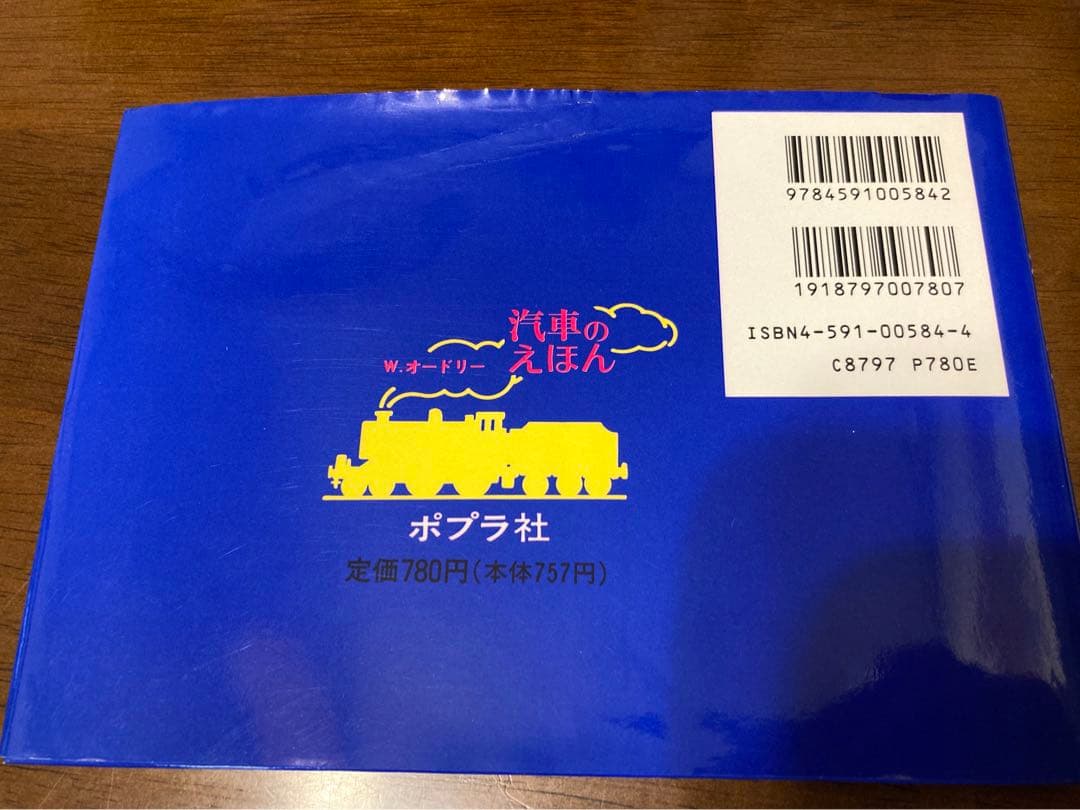 9784591005842
1918797007807
ISBN4-591-00584-4
C8797 P780E
汽車の
えほん
W.オードリー
ポプラ社
定価780円(本体757円)